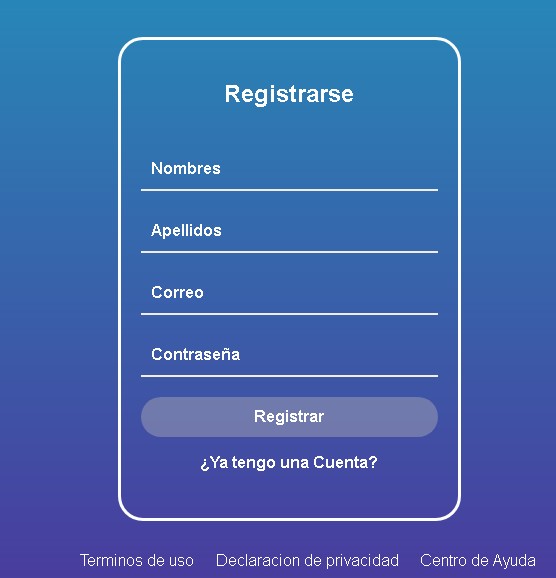 Registrarse
Nombres
Apellidos
Correo
Contraseña
Registrar
¿Ya tengo una Cuenta?
Terminos de uso Declaracion de privacidad Centro de Ayuda